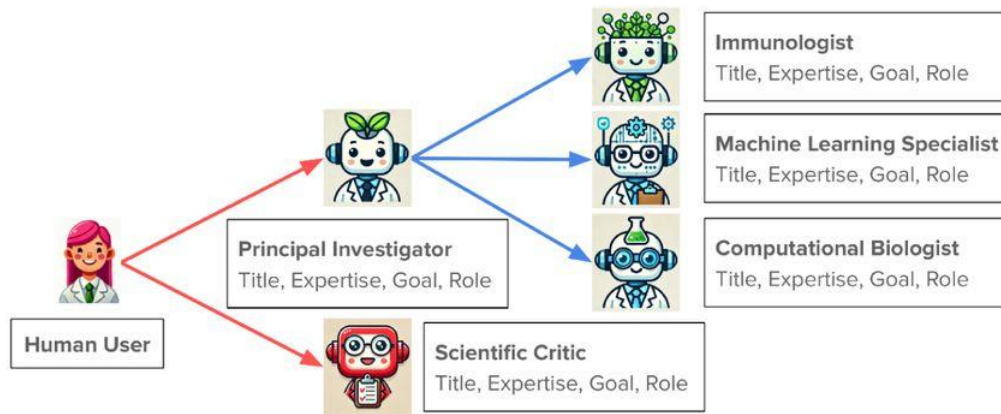 Immunologist
Title, Expertise, Goal, Role
Machine Learning Specialist
Title, Expertise, Goal, Role
Principal Investigator
Title, Expertise, Goal, Role
Computational Biologist
Title, Expertise, Goal, Role
Human User
Scientific Critic
Title, Expertise, Goal, Role